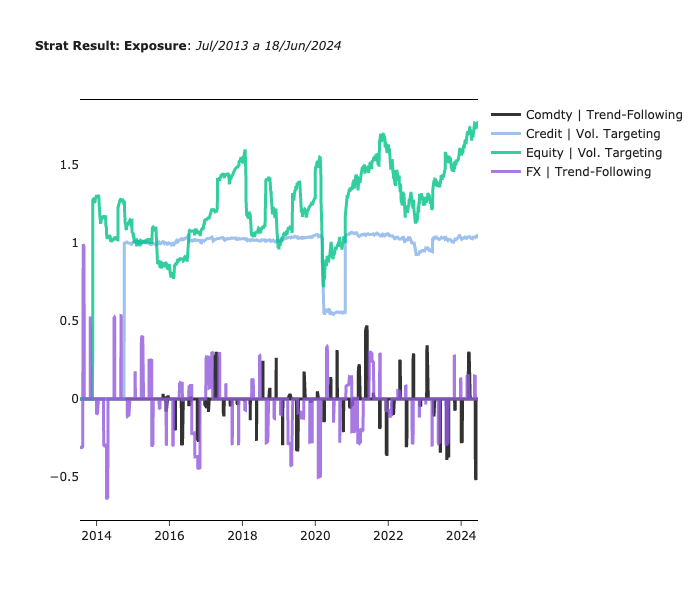 Strat Result: Exposure: Jul/2013 a 18/Jun/2024
Comdty | Trend-Following
Credit | Vol. Targeting
Equity | Vol. Targeting
FX | Trend-Following
1.5
1
0.5
0
−0.5
2014 2016 2018 2020 2022 2024